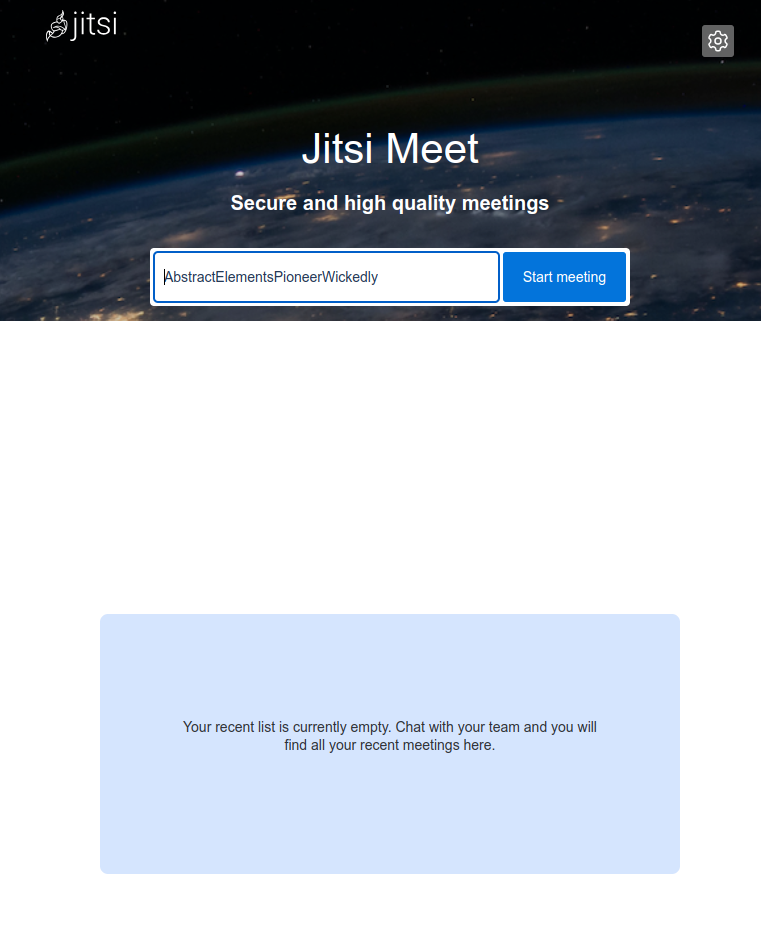 jitsi
Jitsi Meet
Secure and high quality meetings
AbstractElementsPioneerWickedly
Start meeting
Your recent list is currently empty. Chat with your team and you will
find all your recent meetings here.